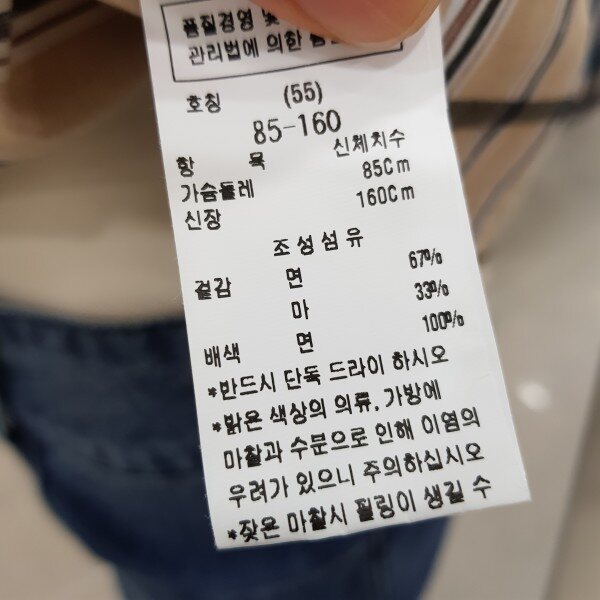 품질경영 및
관리법에 의한
호칭 (55)
85-160
항 목 신체치수
가슴둘레 85Cm
신장 160Cm
조성섬유
겉감 면 67%
마 33%
배색 면 100%
*반드시 단독 드라이 하시오
*밝은 색상의 의류, 가방에
마찰과 수분으로 인해 이염의
우려가 있으니 주의하십시오
*잦은 마찰시 필링이 생길 수